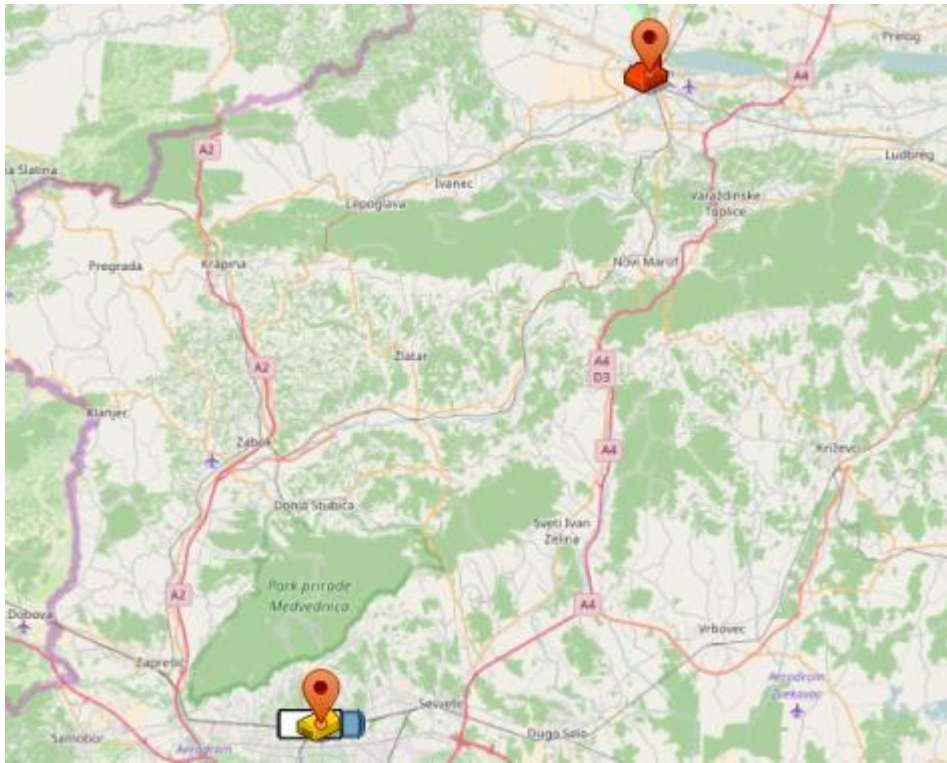 Prelog
A4
A2
Ludbreg
a Slatina
Ivanec
Varaždinske
Toplice
Lepoglava
Novi Marof
Pregrada
Krapina
Zlatar
A4
D3
A2
Klanjec
Zabok
A4
Križevci
Donja Stubica
Sveti Ivan
Zelina
Park prirode
Medvednica
A2
A4
Dobova
Vrbovec
Zaprešić
Aerodrom
Sesvete
Samobor
Dugo Selo
Aerodrom